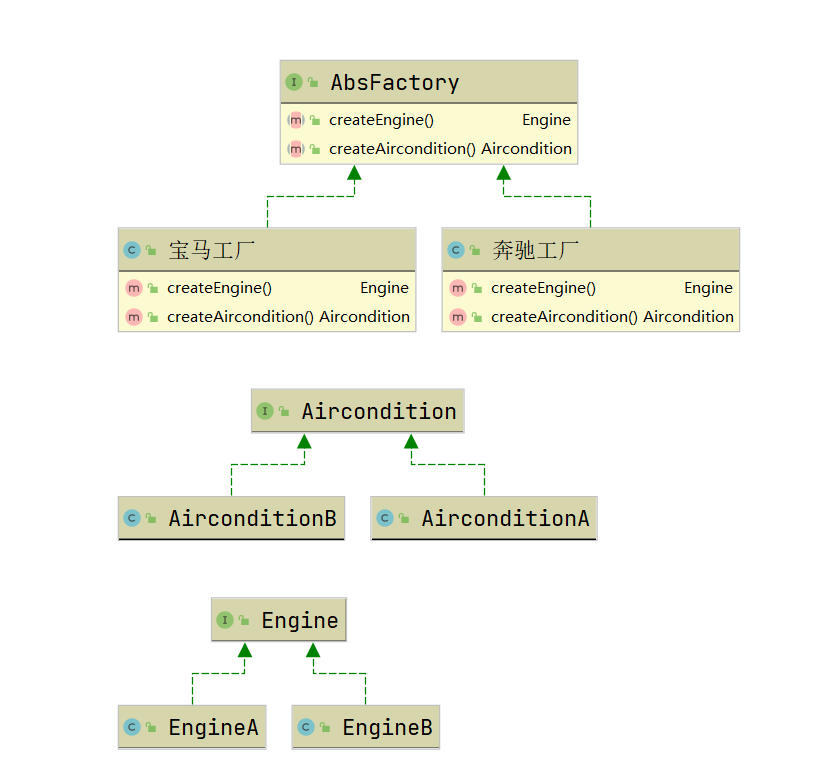 AbsFactory
createEngine() Engine
createAircondition() Aircondition
宝马工厂
createEngine() Engine
createAircondition() Aircondition
奔驰工厂
createEngine() Engine
createAircondition() Aircondition
Aircondition
AirconditionB
AirconditionA
Engine
EngineA
EngineB